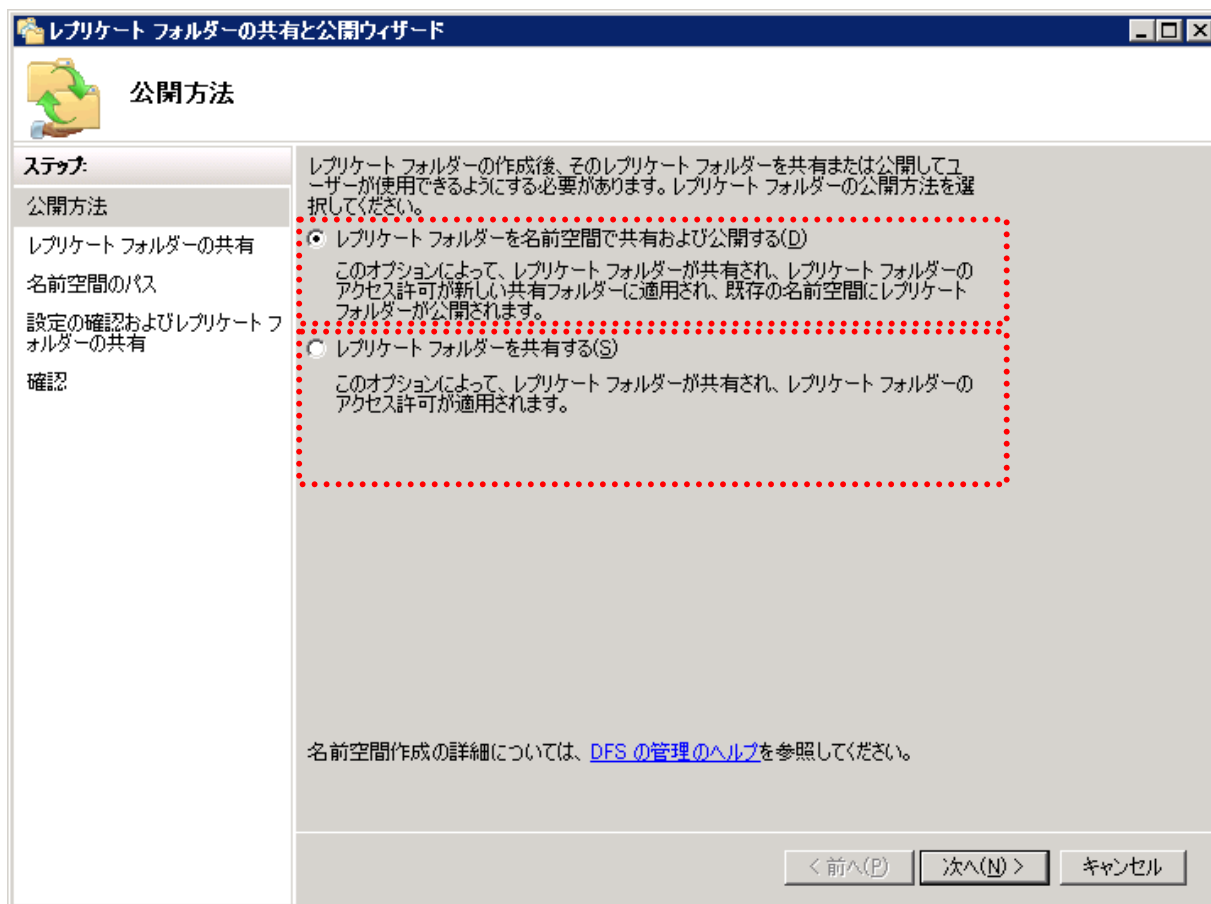 レプリケート フォルダーの共有と公開ウィザード
公開方法
ステップ:
公開方法
レプリケート フォルダーの共有
名前空間のパス
設定の確認およびレプリケート フ
ォルダーの共有
確認
レプリケート フォルダーの作成後、そのレプリケート フォルダーを共有または公開してユ
ーザーが使用できるようにする必要があります。レプリケート フォルダーの公開方法を選
択してください。
レプリケート フォルダーを名前空間で共有および公開する(D)
このオプションによって、レプリケート フォルダーが共有され、レプリケート フォルダーの
アクセス許可が新しい共有フォルダーに適用され、既存の名前空間にレプリケート
フォルダーが公開されます。
レプリケート フォルダーを共有する(S)
このオプションによって、レプリケート フォルダーが共有され、レプリケート フォルダーの
アクセス許可が適用されます。
名前空間作成の詳細については、DFS の管理のヘルプを参照してください。
< 前へ(P)
次へ(N) >
キャンセル